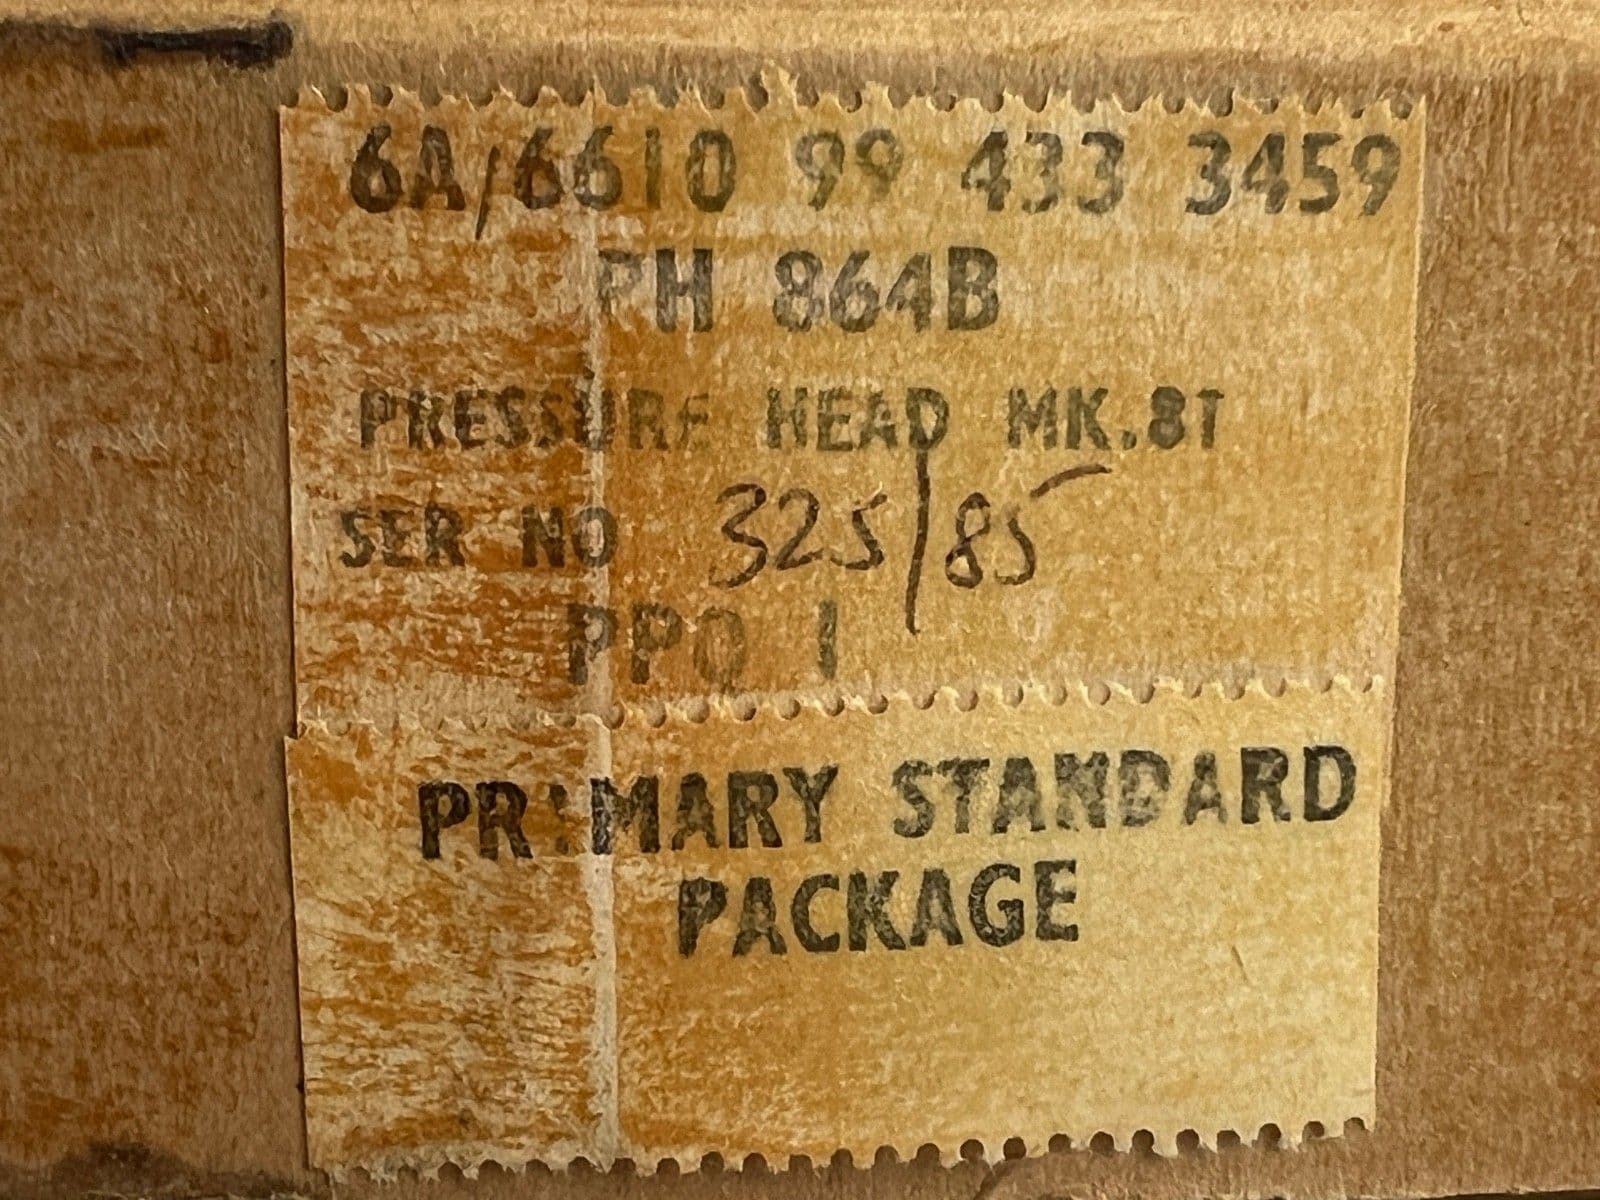 6A/6610 99 433 3459
PH 864B
PRESSURE HEAD MK.8T
SER NO 325/85
PPQ 1
PRIMARY STANDARD
PACKAGE